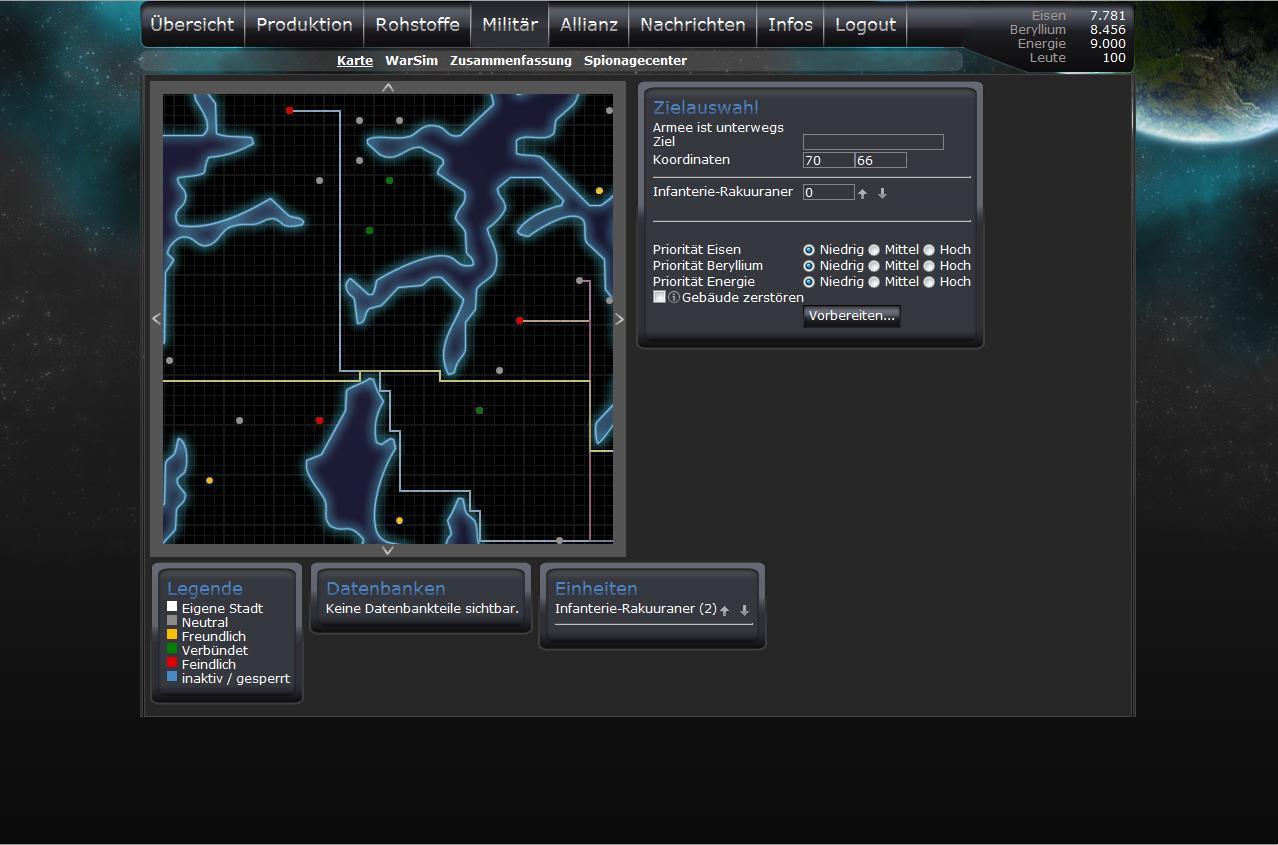 Übersicht Produktion Rohstoffe Militär Allianz Nachrichten Infos Logout
Eisen 7.781
Beryllium 8.456
Energie 9.000
Leute 100
Karte WarSim Zusammenfassung Spionagecenter
Zielauswahl
Armee ist unterwegs
Ziel
Koordinaten 70 66
Infanterie-Rakuuraner 0
Priorität Eisen Niedrig Mittel Hoch
Priorität Beryllium Niedrig Mittel Hoch
Priorität Energie Niedrig Mittel Hoch
Gebäude zerstören
Vorbereiten...
Legende
Eigene Stadt
Neutral
Freundlich
Verbündet
Feindlich
inaktiv / gesperrt
Datenbanken
Keine Datenbankteile sichtbar.
Einheiten
Infanterie-Rakuuraner (2)